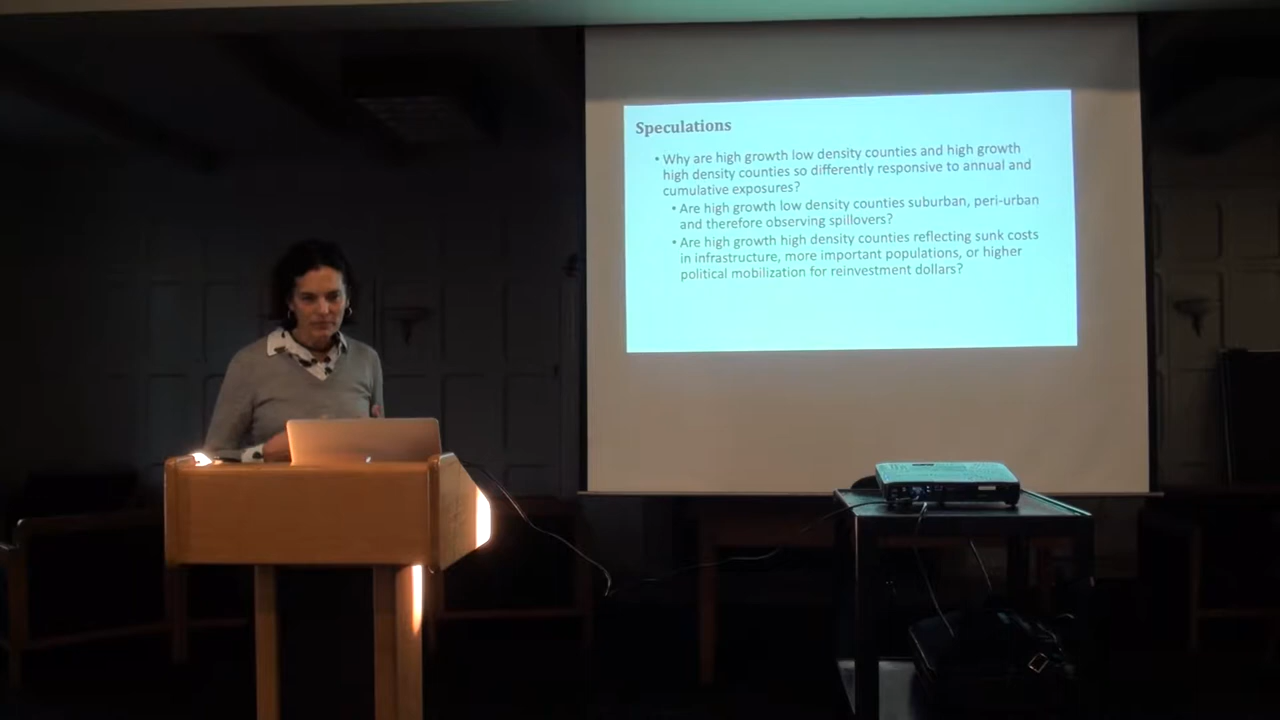 Speculations
• Why are high growth low density counties and high growth
high density counties so differently responsive to annual and
cumulative exposures?
• Are high growth low density counties suburban, peri-urban
and therefore observing spillovers?
• Are high growth high density counties reflecting sunk costs
in infrastructure, more important populations, or higher
political mobilization for reinvestment dollars?